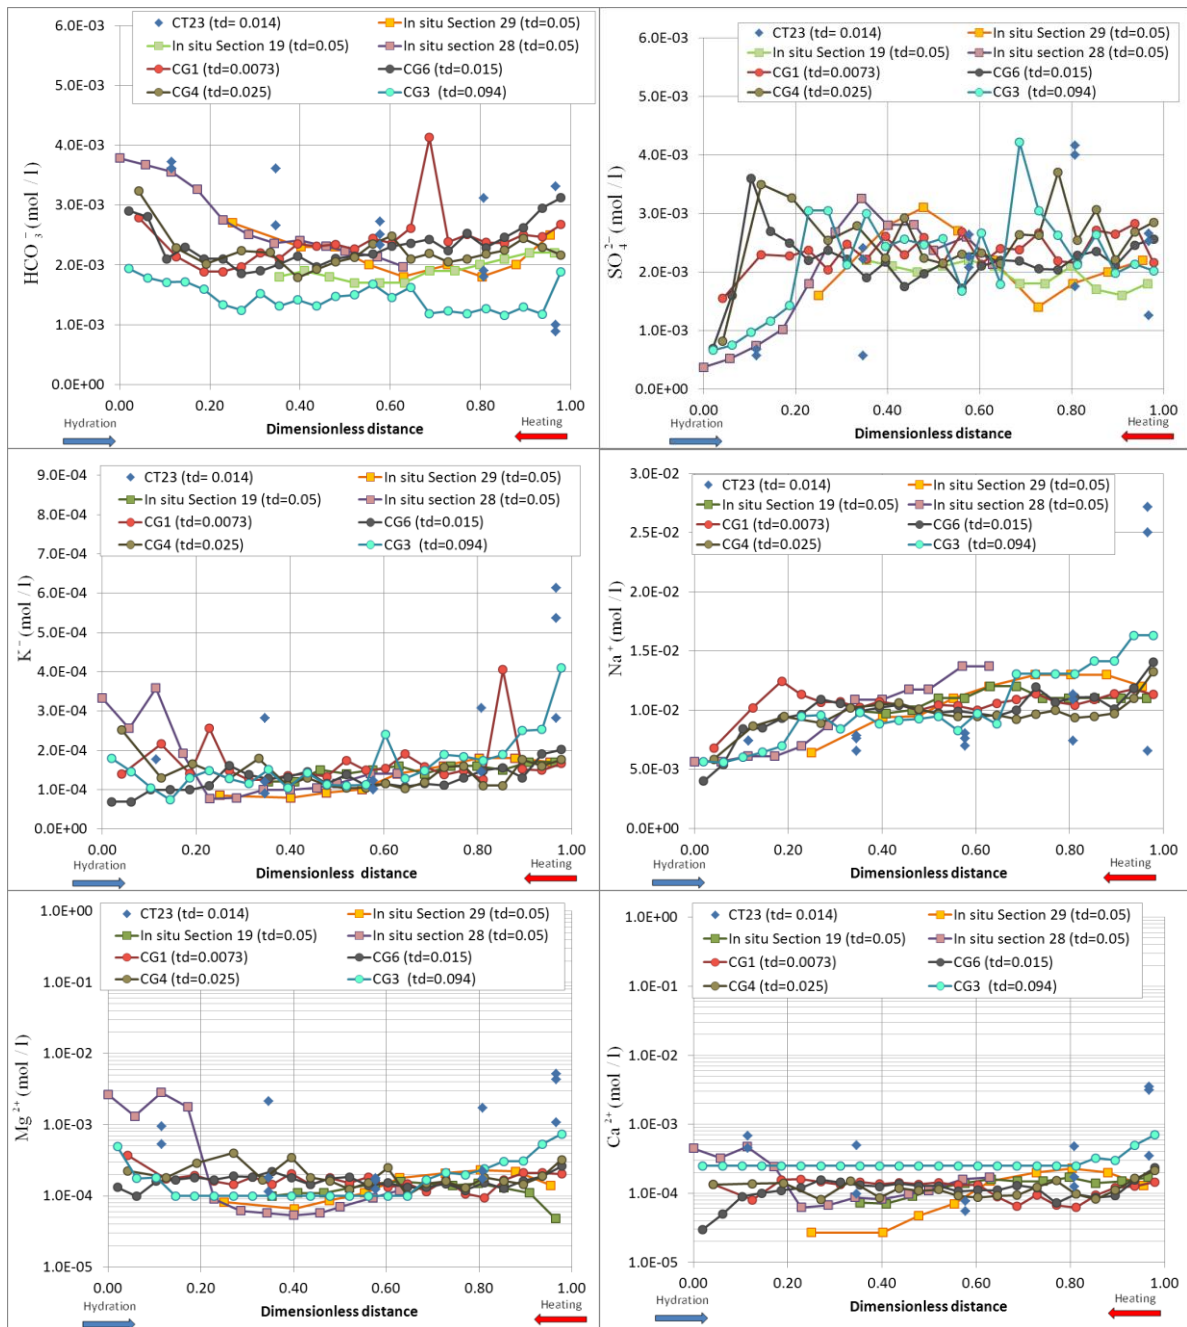 6.0E-03
5.0E-03
4.0E-03
3.0E-03
2.0E-03
1.0E-03
0.0E+00
HCO₃⁻ (mol / l)
CT23 (td= 0.014) In situ Section 29 (td=0.05)
In situ Section 19 (td=0.05) In situ section 28 (td=0.05)
CG1 (td=0.0073) CG6 (td=0.015)
CG4 (td=0.025) CG3 (td=0.094)
0.00 0.20 0.40 0.60 0.80 1.00
Hydration Dimensionless distance Heating
6.0E-03
5.0E-03
4.0E-03
3.0E-03
2.0E-03
1.0E-03
0.0E+00
SO₄²⁻ (mol / l)
CT23 (td= 0.014) In situ Section 29 (td=0.05)
In situ Section 19 (td=0.05) In situ section 28 (td=0.05)
CG1 (td=0.0073) CG6 (td=0.015)
CG4 (td=0.025) CG3 (td=0.094)
0.00 0.20 0.40 0.60 0.80 1.00
Hydration Dimensionless distance Heating
9.0E-04
8.0E-04
7.0E-04
6.0E-04
5.0E-04
4.0E-04
3.0E-04
2.0E-04
1.0E-04
0.0E+00
K⁻ (mol / l)
CT23 (td= 0.014) In situ Section 29 (td=0.05)
In situ Section 19 (td=0.05) In situ section 28 (td=0.05)
CG1 (td=0.0073) CG6 (td=0.015)
CG4 (td=0.025) CG3 (td=0.094)
0.00 0.20 0.40 0.60 0.80 1.00
Hydration Dimensionless distance Heating
3.0E-02
2.5E-02
2.0E-02
1.5E-02
1.0E-02
5.0E-03
0.0E+00
Na⁺ (mol / l)
CT23 (td= 0.014) In situ Section 29 (td=0.05)
In situ Section 19 (td=0.05) In situ section 28 (td=0.05)
CG1 (td=0.0073) CG6 (td=0.015)
CG4 (td=0.025) CG3 (td=0.094)
0.00 0.20 0.40 0.60 0.80 1.00
Hydration Dimensionless distance Heating
1.0E+00
1.0E-01
1.0E-02
1.0E-03
1.0E-04
1.0E-05
Mg²⁺ (mol / l)
CT23 (td= 0.014) In situ Section 29 (td=0.05)
In situ Section 19 (td=0.05) In situ section 28 (td=0.05)
CG1 (td=0.0073) CG6 (td=0.015)
CG4 (td=0.025) CG3 (td=0.094)
0.00 0.20 0.40 0.60 0.80 1.00
Hydration Dimensionless distance Heating
1.0E+00
1.0E-01
1.0E-02
1.0E-03
1.0E-04
1.0E-05
Ca²⁺ (mol / l)
CT23 (td= 0.014) In situ Section 29 (td=0.05)
In situ Section 19 (td=0.05) In situ section 28 (td=0.05)
CG1 (td=0.0073) CG6 (td=0.015)
CG4 (td=0.025) CG3 (td=0.094)
0.00 0.20 0.40 0.60 0.80 1.00
Hydration Dimensionless distance Heating